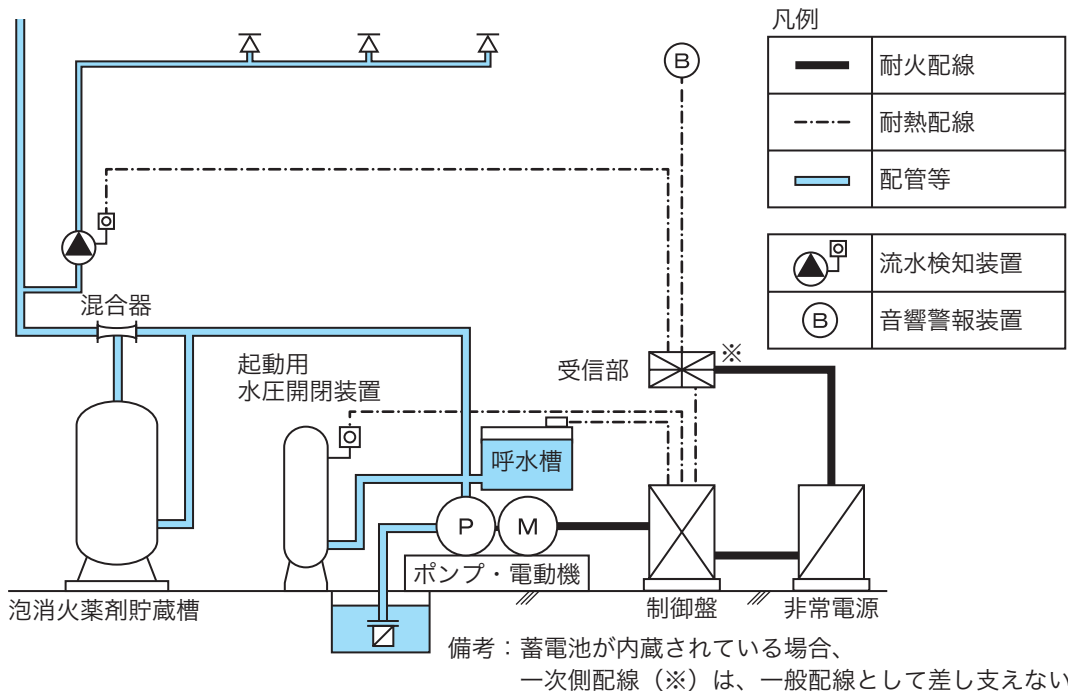 凡例
耐火配線
耐熱配線
配管等
流水検知装置
B
音響警報装置
B
混合器
起動用
水圧開閉装置
受信部
※
呼水槽
P
M
ポンプ・電動機
泡消火薬剤貯蔵槽
制御盤
非常電源
備考：蓄電池が内蔵されている場合、
一次側配線（※）は、一般配線として差し支えない